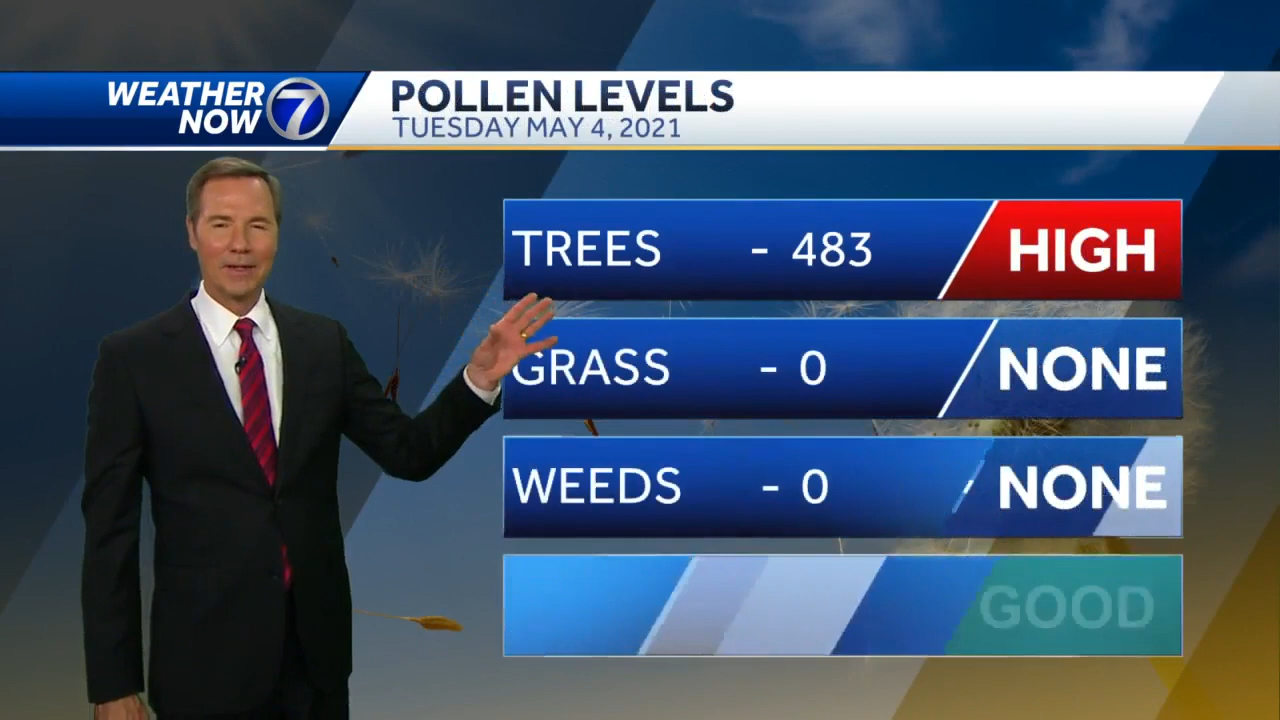 WEATHER
NOW 7
POLLEN LEVELS
TUESDAY MAY 4, 2021
TREES - 483 HIGH
GRASS - 0 NONE
WEEDS - 0 NONE
GOOD